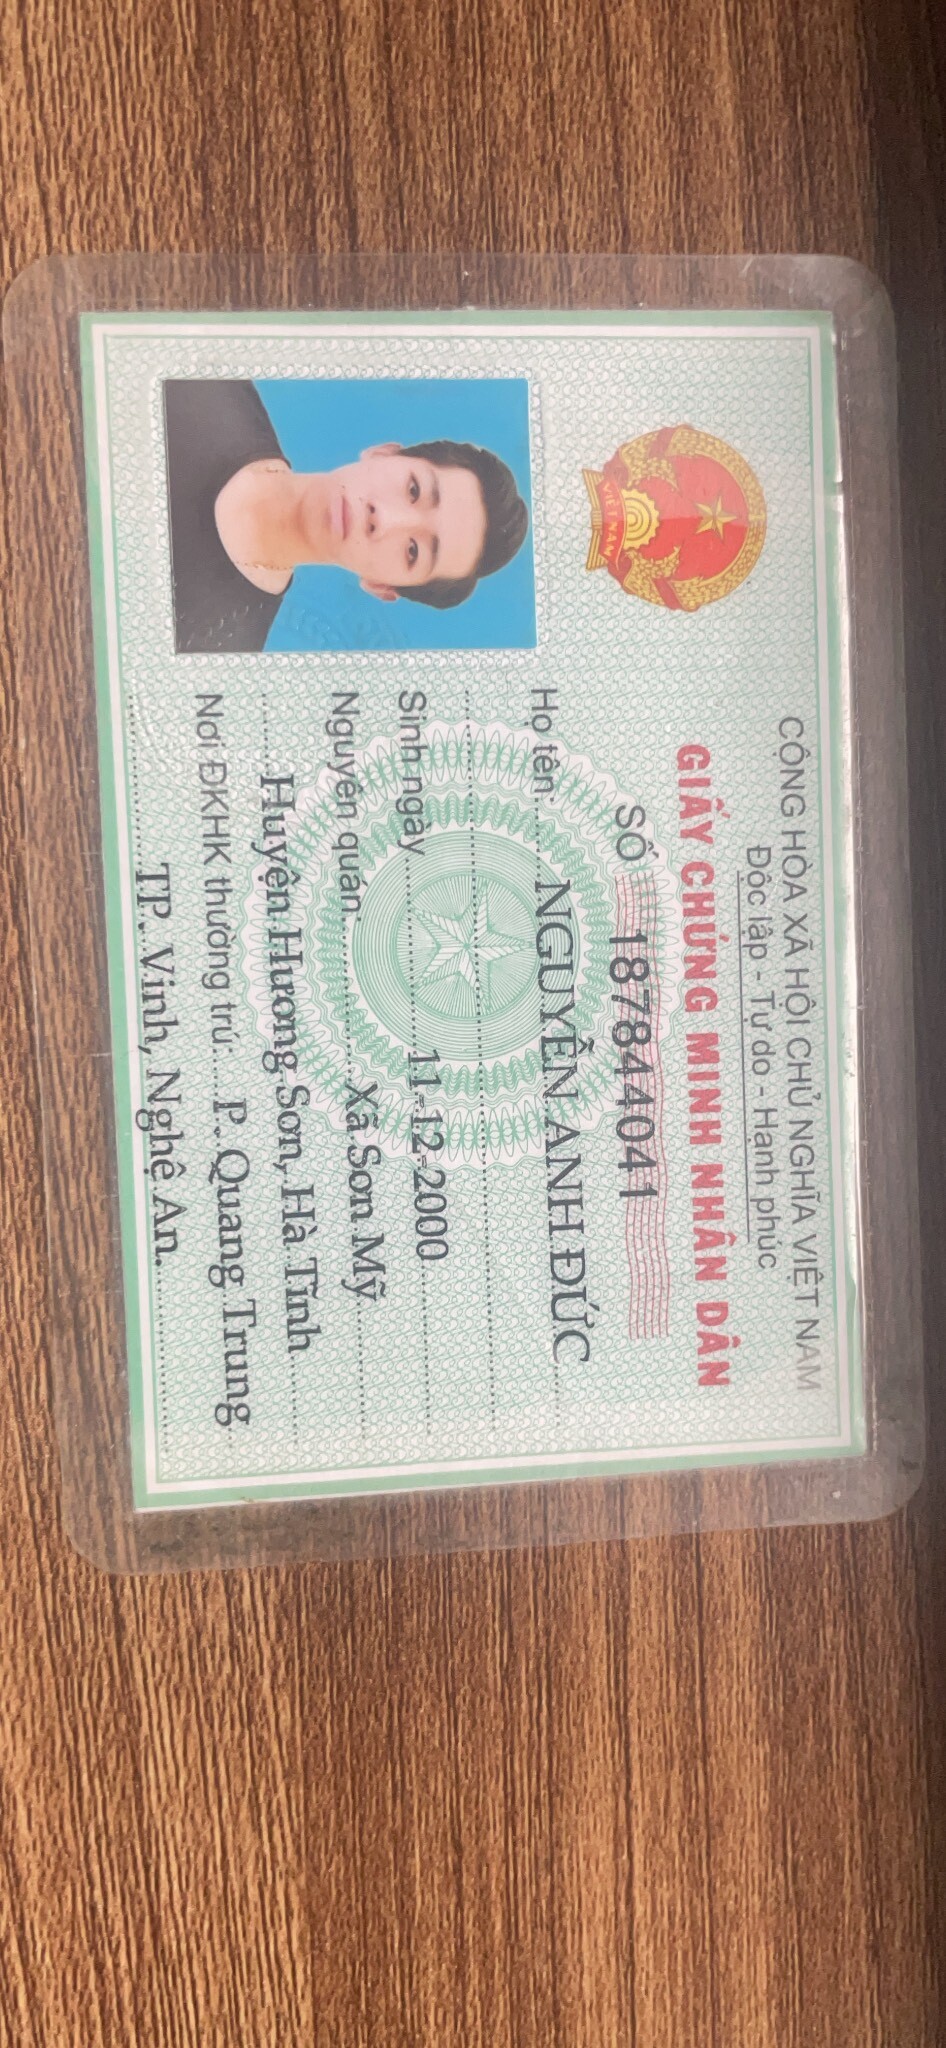 CỘNG HÒA XÃ HỘI CHỦ NGHĨA VIỆT NAM
Độc lập - Tự do - Hạnh phúc
GIẤY CHỨNG MINH NHÂN DÂN
SỐ 187844041
Họ tên: NGUYỄN ANH ĐỨC
Sinh ngày 11-12-2000
Nguyên quán Xã Sơn Mỹ
Huyện Hương Sơn, Hà Tĩnh
Nơi ĐKHK thường trú: P. Quang Trung
TP. Vinh, Nghệ An.
VIỆT NAM